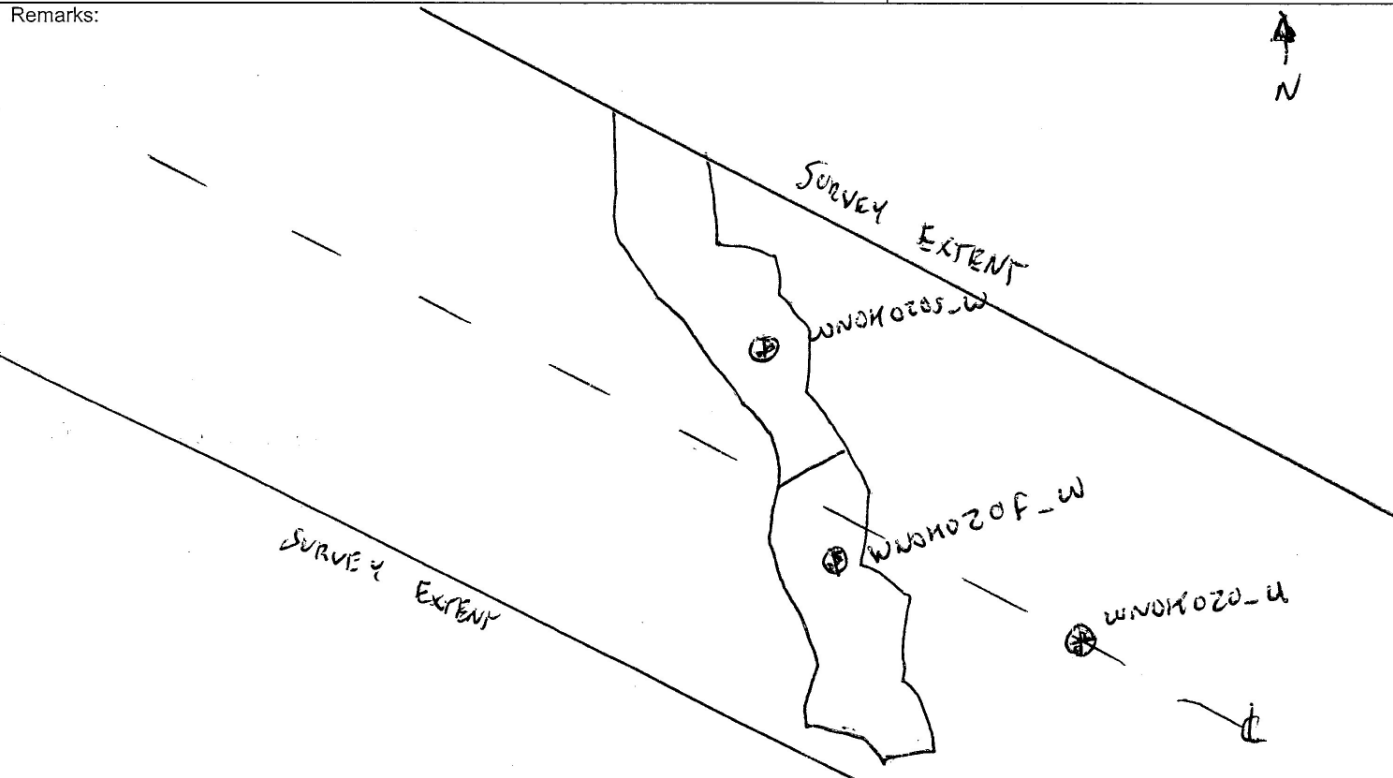 Remarks:
N
SURVEY EXTENT
WNOH020s_w
WNOH020f_w
SURVEY EXTENT
WNOH020_u
℄